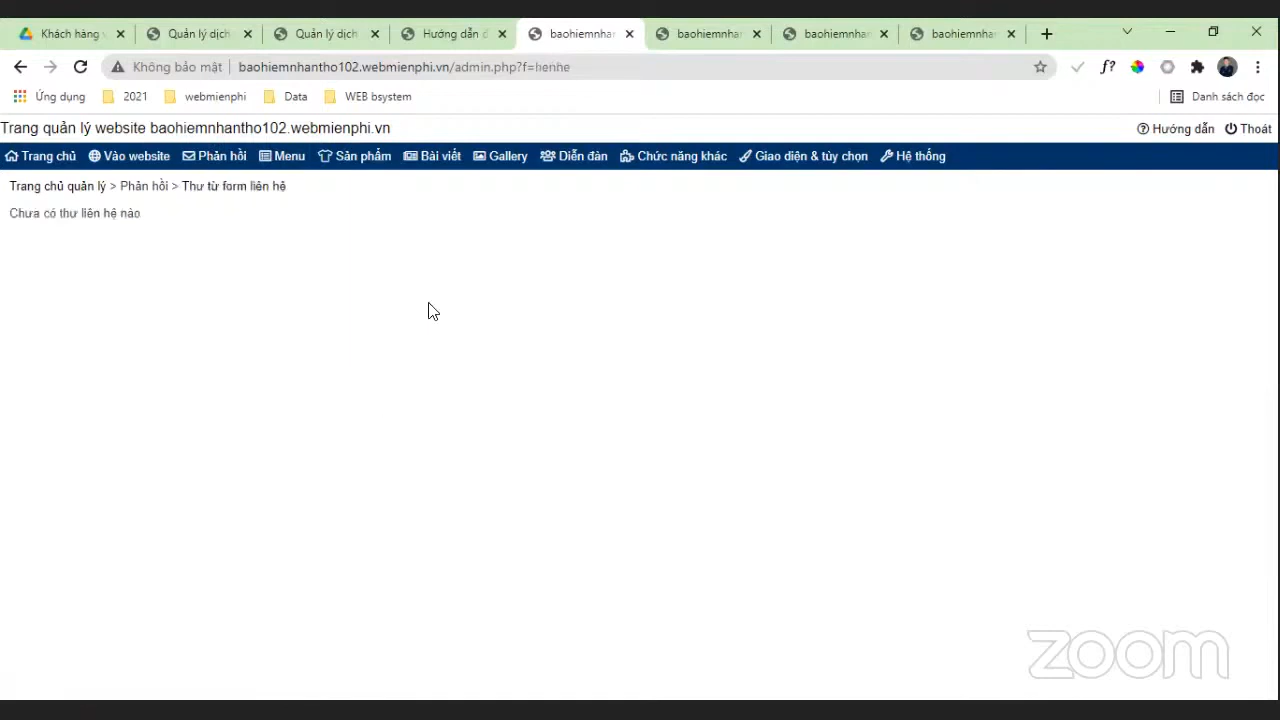 Khách hàng
Quản lý dịch
Quản lý dịch
Hướng dẫn
baohiemnha
baohiemnha
baohiemnha
baohiemnha
Không bảo mật
baohiemnhantho102.webmienphi.vn/admin.php?f=lienhe
f?
Ứng dụng
2021
webmienphi
Data
WEB bsystem
Danh sách đọc
Trang quản lý website baohiemnhantho102.webmienphi.vn
Hướng dẫn
Thoát
Trang chủ
Vào website
Phản hồi
Menu
Sản phẩm
Bài viết
Gallery
Diễn đàn
Chức năng khác
Giao diện & tùy chọn
Hệ thống
Trang chủ quản lý > Phản hồi > Thư từ form liên hệ
Chưa có thư liên hệ nào
zoom